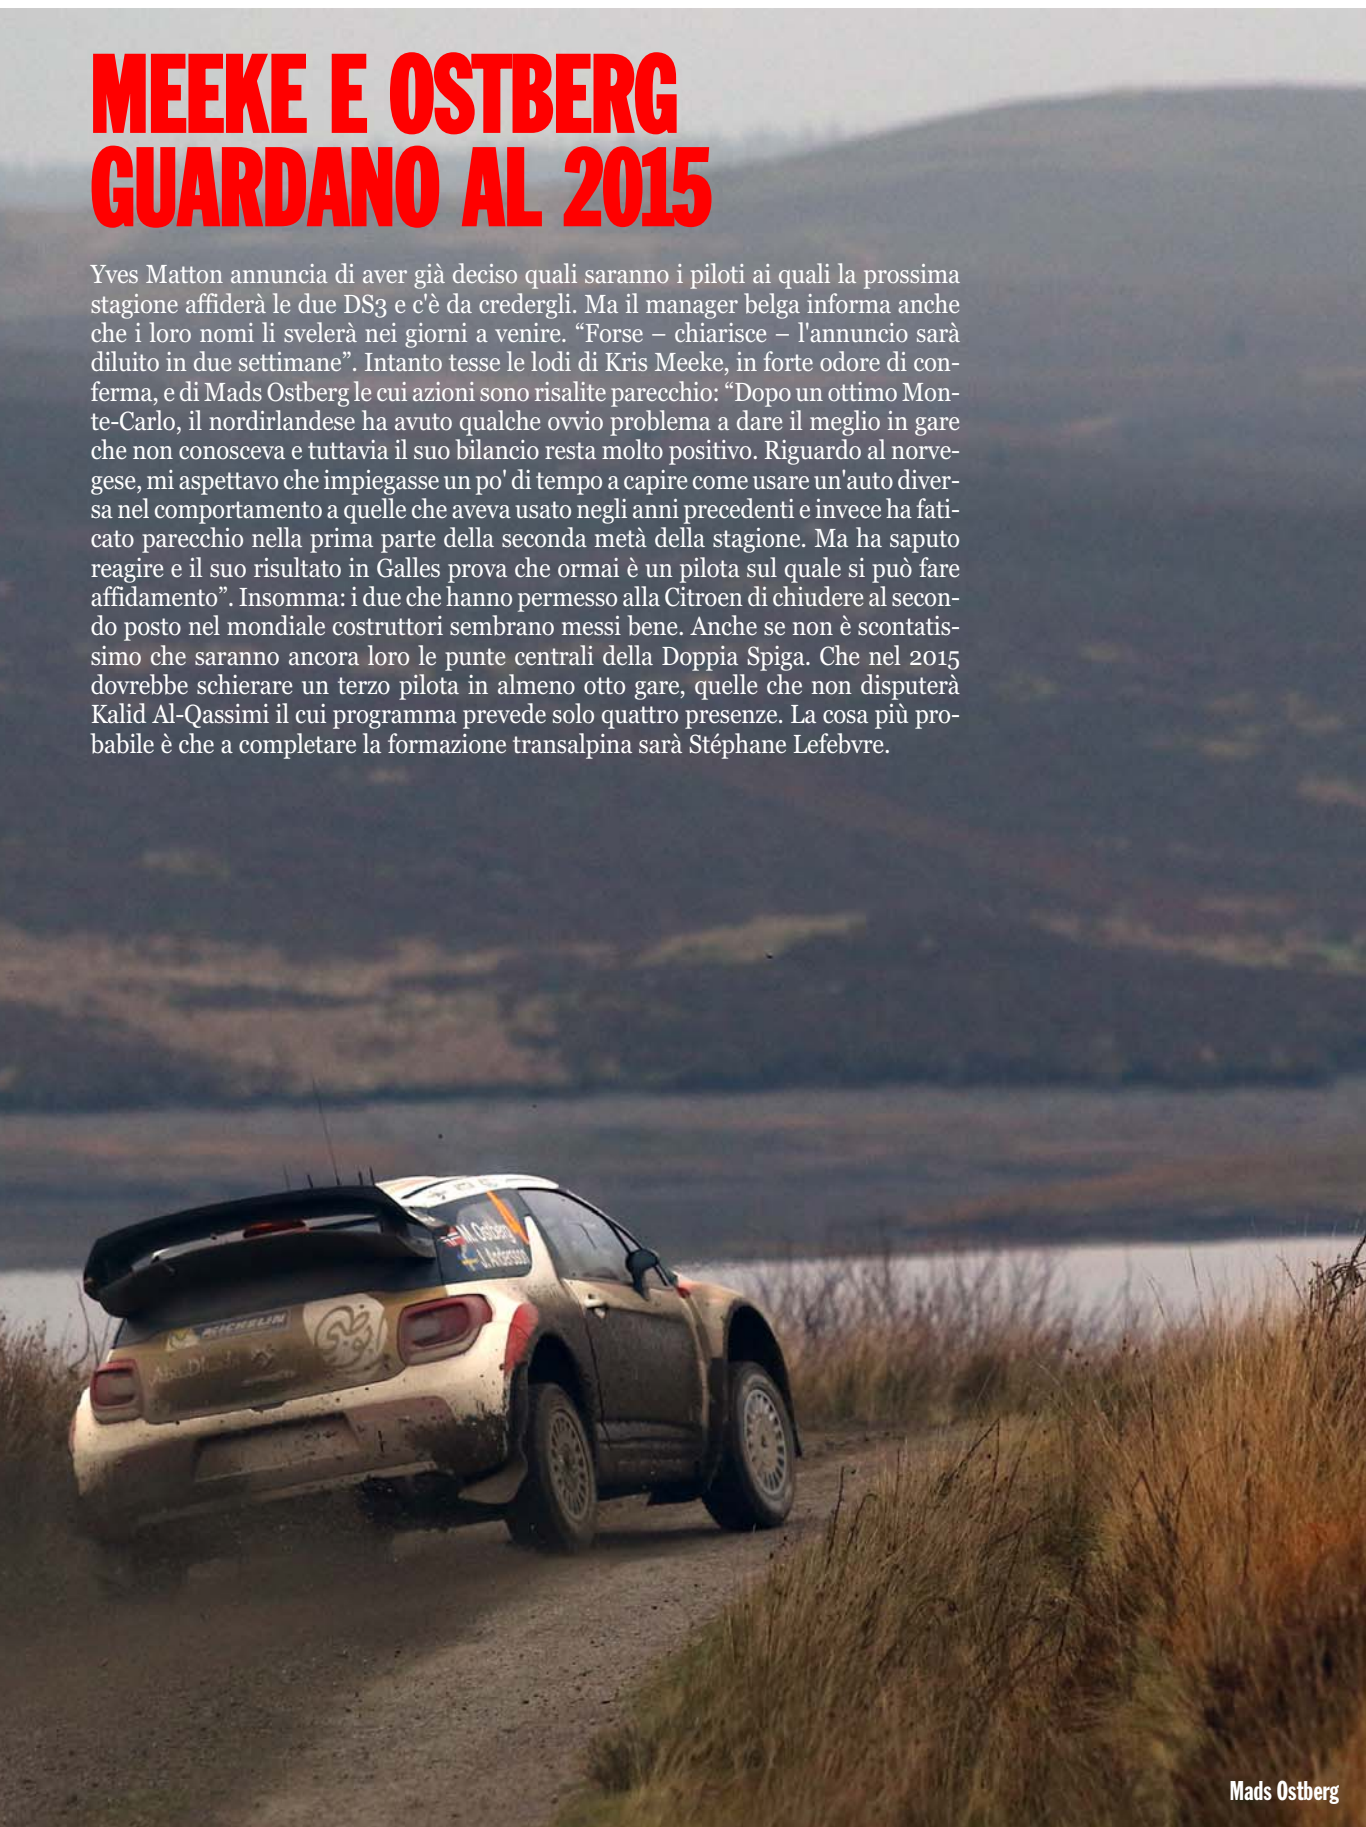 MEEKE E OSTBERG
GUARDANO AL 2015
Yves Matton annuncia di aver già deciso quali saranno i piloti ai quali la prossima
stagione affiderà le due DS3 e c'è da credergli. Ma il manager belga informa anche
che i loro nomi li svelerà nei giorni a venire. “Forse – chiarisce – l'annuncio sarà
diluito in due settimane”. Intanto tesse le lodi di Kris Meeke, in forte odore di con-
ferma, e di Mads Ostberg le cui azioni sono risalite parecchio: “Dopo un ottimo Mon-
te-Carlo, il nordirlandese ha avuto qualche ovvio problema a dare il meglio in gare
che non conosceva e tuttavia il suo bilancio resta molto positivo. Riguardo al norve-
gese, mi aspettavo che impiegasse un po' di tempo a capire come usare un'auto diver-
sa nel comportamento a quelle che aveva usato negli anni precedenti e invece ha fati-
cato parecchio nella prima parte della seconda metà della stagione. Ma ha saputo
reagire e il suo risultato in Galles prova che ormai è un pilota sul quale si può fare
affidamento”. Insomma: i due che hanno permesso alla Citroen di chiudere al secon-
do posto nel mondiale costruttori sembrano messi bene. Anche se non è scontatis-
simo che saranno ancora loro le punte centrali della Doppia Spiga. Che nel 2015
dovrebbe schierare un terzo pilota in almeno otto gare, quelle che non disputerà
Kalid Al-Qassimi il cui programma prevede solo quattro presenze. La cosa più pro-
babile è che a completare la formazione transalpina sarà Stéphane Lefebvre.
M. Ostberg
J. Andersson
MICHELIN
Abu Dhabi
Mads Ostberg